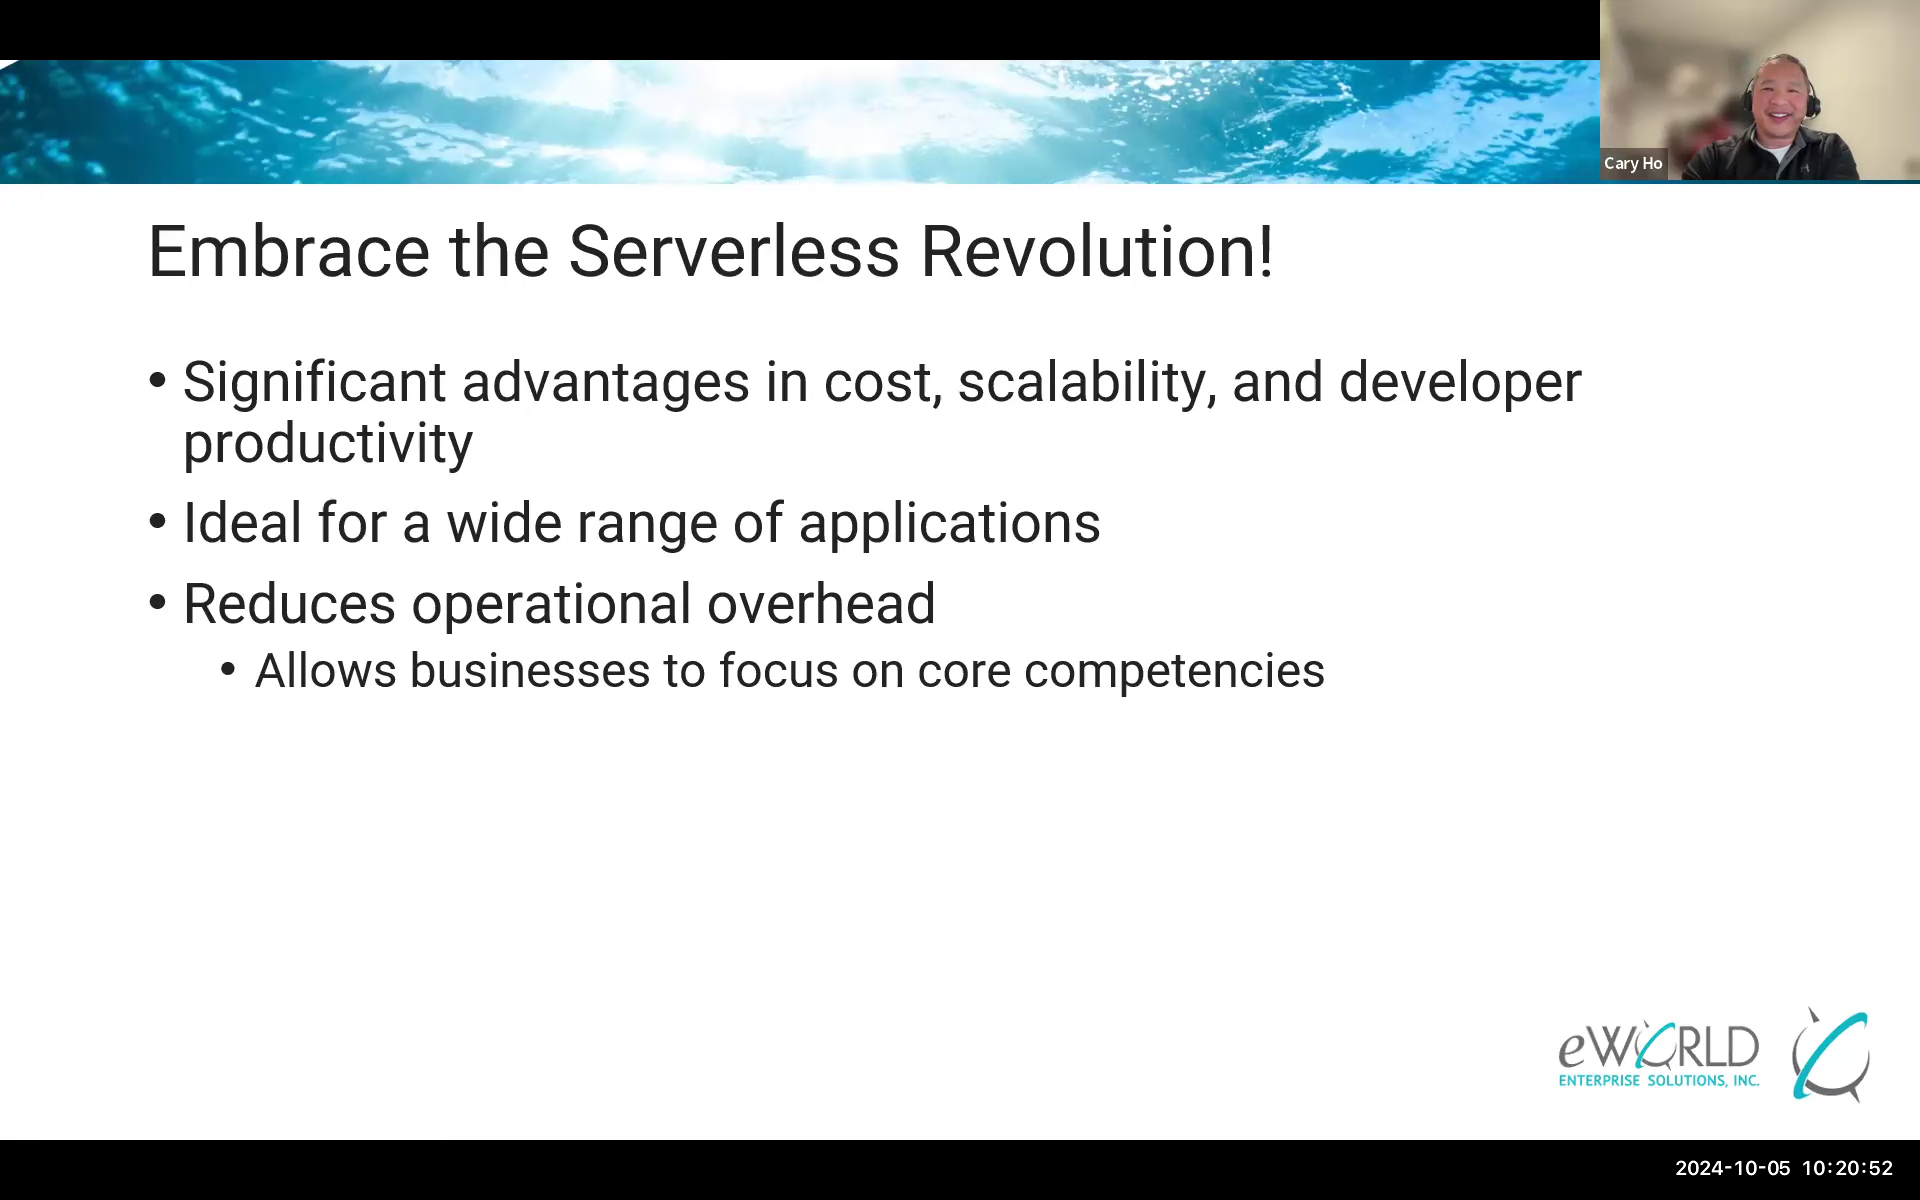 Cary Ho
Embrace the Serverless Revolution!
• Significant advantages in cost, scalability, and developer
productivity
• Ideal for a wide range of applications
• Reduces operational overhead
• Allows businesses to focus on core competencies
eWORLD
ENTERPRISE SOLUTIONS, INC.
2024-10-05 10:20:52